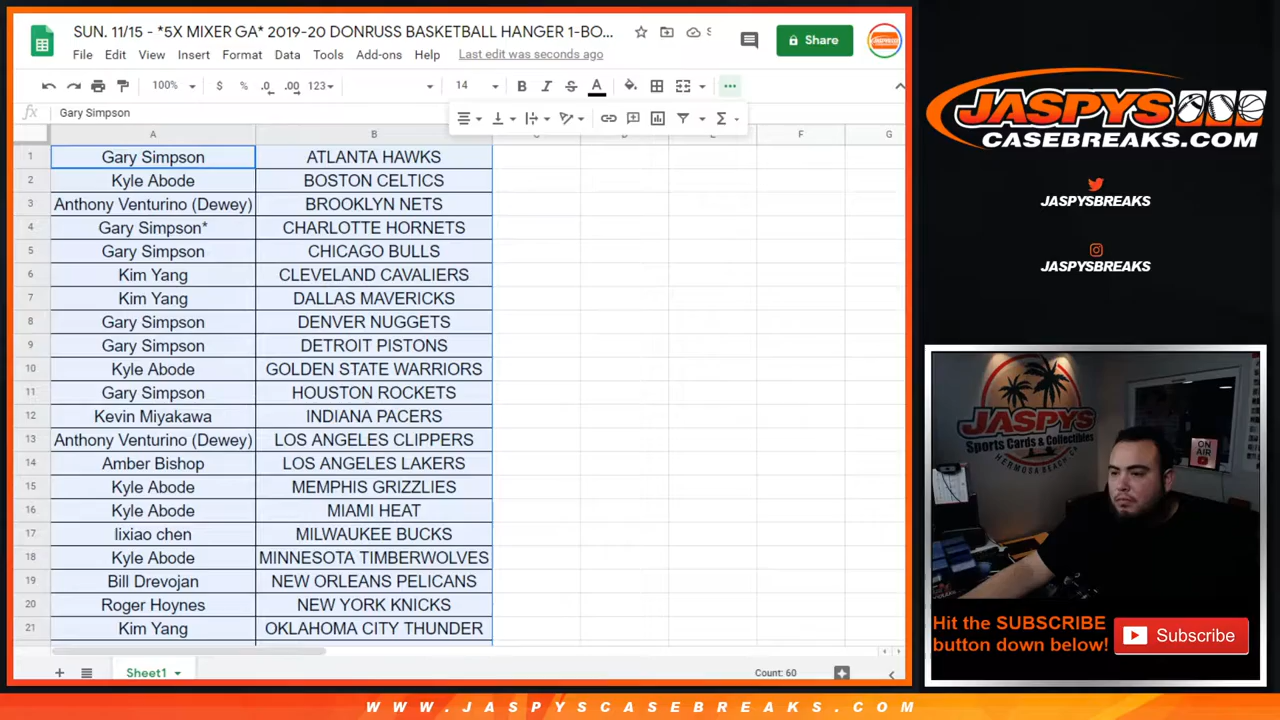 SUN. 11/15 - *5X MIXER GA* 2019-20 DONRUSS BASKETBALL HANGER 1-BO...
File Edit View Insert Format Data Tools Add-ons Help Last edit was seconds ago
Share
100% $ % .0 .00 123 14 B I S A
fx Gary Simpson
A B C D E F G
1 Gary Simpson ATLANTA HAWKS
2 Kyle Abode BOSTON CELTICS
3 Anthony Venturino (Dewey) BROOKLYN NETS
4 Gary Simpson* CHARLOTTE HORNETS
5 Gary Simpson CHICAGO BULLS
6 Kim Yang CLEVELAND CAVALIERS
7 Kim Yang DALLAS MAVERICKS
8 Gary Simpson DENVER NUGGETS
9 Gary Simpson DETROIT PISTONS
10 Kyle Abode GOLDEN STATE WARRIORS
11 Gary Simpson HOUSTON ROCKETS
12 Kevin Miyakawa INDIANA PACERS
13 Anthony Venturino (Dewey) LOS ANGELES CLIPPERS
14 Amber Bishop LOS ANGELES LAKERS
15 Kyle Abode MEMPHIS GRIZZLIES
16 Kyle Abode MIAMI HEAT
17 lixiao chen MILWAUKEE BUCKS
18 Kyle Abode MINNESOTA TIMBERWOLVES
19 Bill Drevojan NEW ORLEANS PELICANS
20 Roger Hoynes NEW YORK KNICKS
21 Kim Yang OKLAHOMA CITY THUNDER
Sheet1
Count: 60
JASPYS
CASEBREAKS.COM
JASPYSBREAKS
JASPYSBREAKS
JASPYS
Sports Cards & Collectibles
HERMOSA BEACH, CA
ON
AIR
Hit the SUBSCRIBE
button down below!
Subscribe
WWW.JASPYSCASEBREAKS.COM